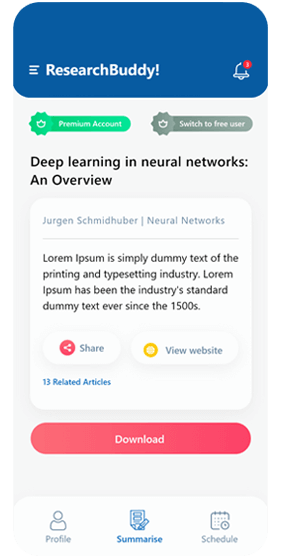 ResearchBuddy!
3
Premium Account
Switch to free user
Deep learning in neural networks:
An Overview
Jurgen Schmidhuber | Neural Networks
Lorem Ipsum is simply dummy text of the
printing and typesetting industry. Lorem
Ipsum has been the industry's standard
dummy text ever since the 1500s.
Share
View website
13 Related Articles
Download
Profile
Summarise
Schedule